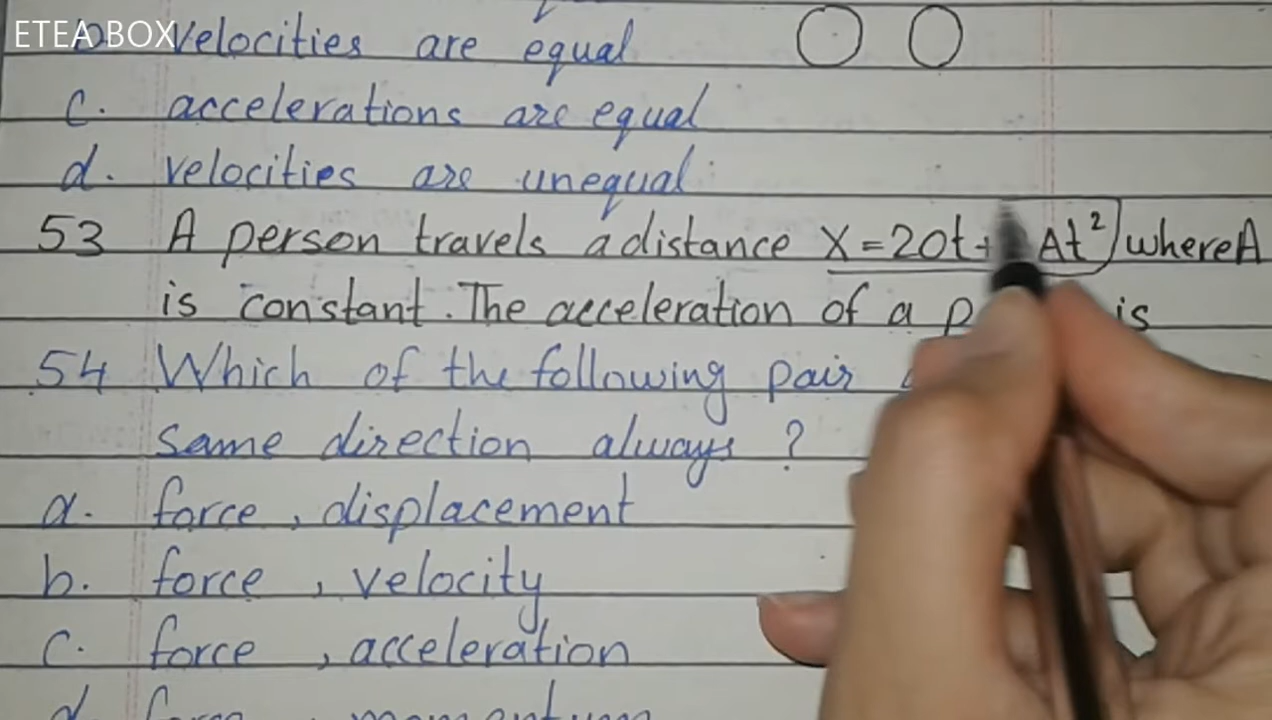 ETEA BOX
velocities are equal
c. accelerations are equal
d. velocities are unequal
53 A person travels a distance X = 20t + At² where A
is constant. The acceleration of a is
54 Which of the following pair
same direction always ?
a. force , displacement
b. force , velocity
c. force , acceleration
d. force , momentum